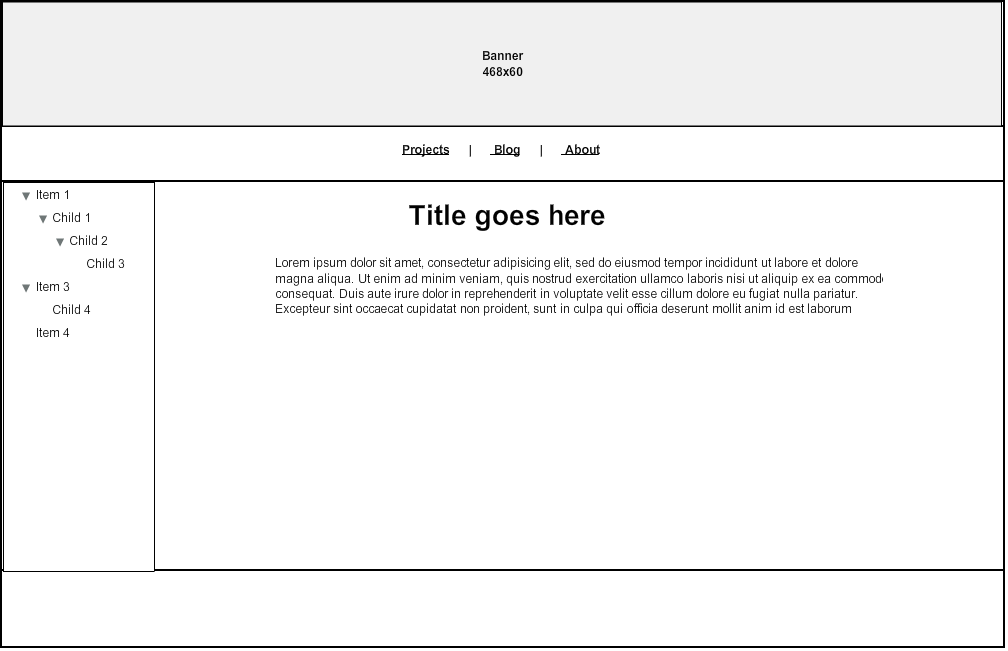 Banner
468x60
Projects | Blog | About
Item 1
Child 1
Child 2
Child 3
Item 3
Child 4
Item 4
Title goes here
Lorem ipsum dolor sit amet, consectetur adipisicing elit, sed do eiusmod tempor incididunt ut labore et dolore
magna aliqua. Ut enim ad minim veniam, quis nostrud exercitation ullamco laboris nisi ut aliquip ex ea commodo
consequat. Duis aute irure dolor in reprehenderit in voluptate velit esse cillum dolore eu fugiat nulla pariatur.
Excepteur sint occaecat cupidatat non proident, sunt in culpa qui officia deserunt mollit anim id est laborum